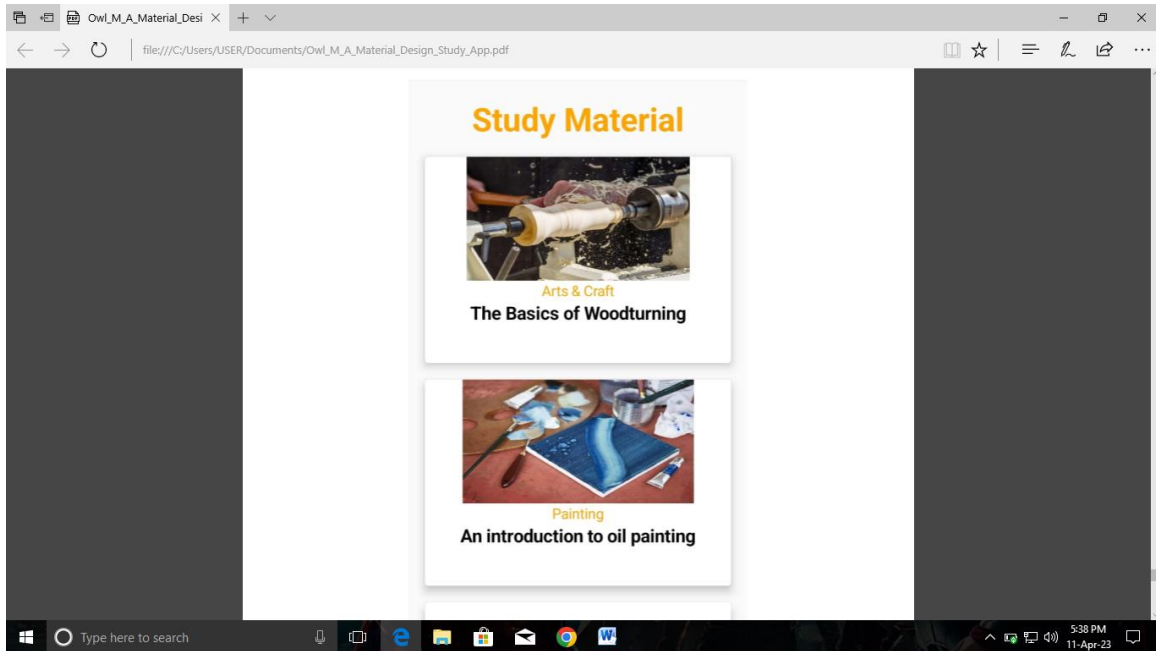 Owl_M_A_Material_Desi
file:///C:/Users/USER/Documents/Owl_M_A_Material_Design_Study_App.pdf
Study Material
Arts & Craft
The Basics of Woodturning
Painting
An introduction to oil painting
Type here to search
5:38 PM
11-Apr-23